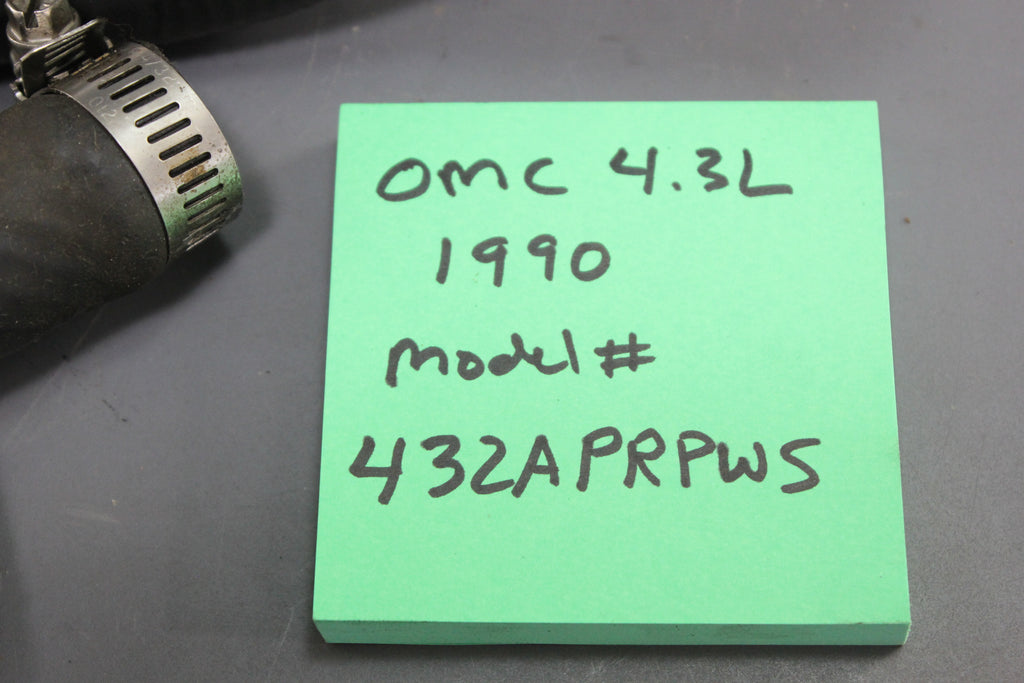 OMC 4.3L
1990
Model #
432APRPWS